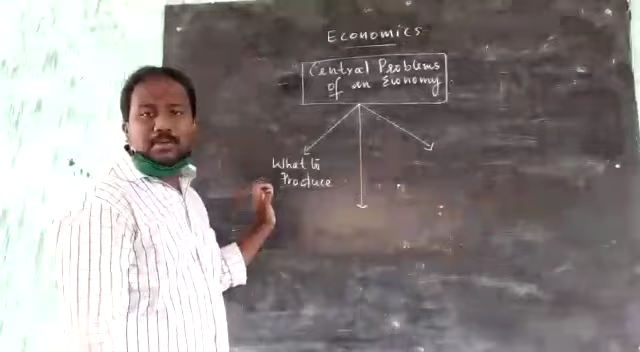 Economics
Central Problems
of an Economy
What to
Produce